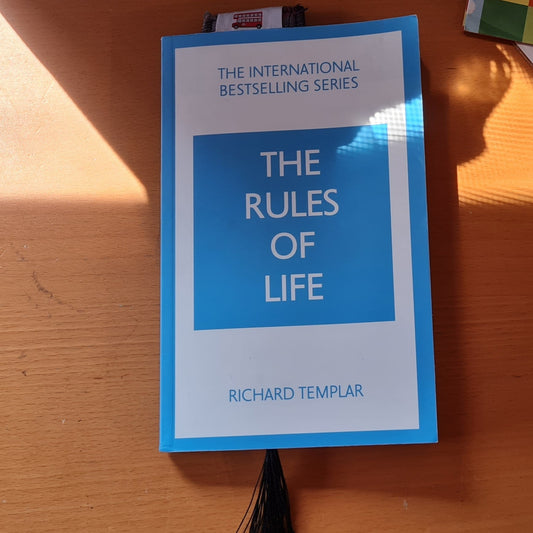 THE INTERNATIONAL
BESTSELLING SERIES
THE
RULES
OF
LIFE
RICHARD TEMPLAR